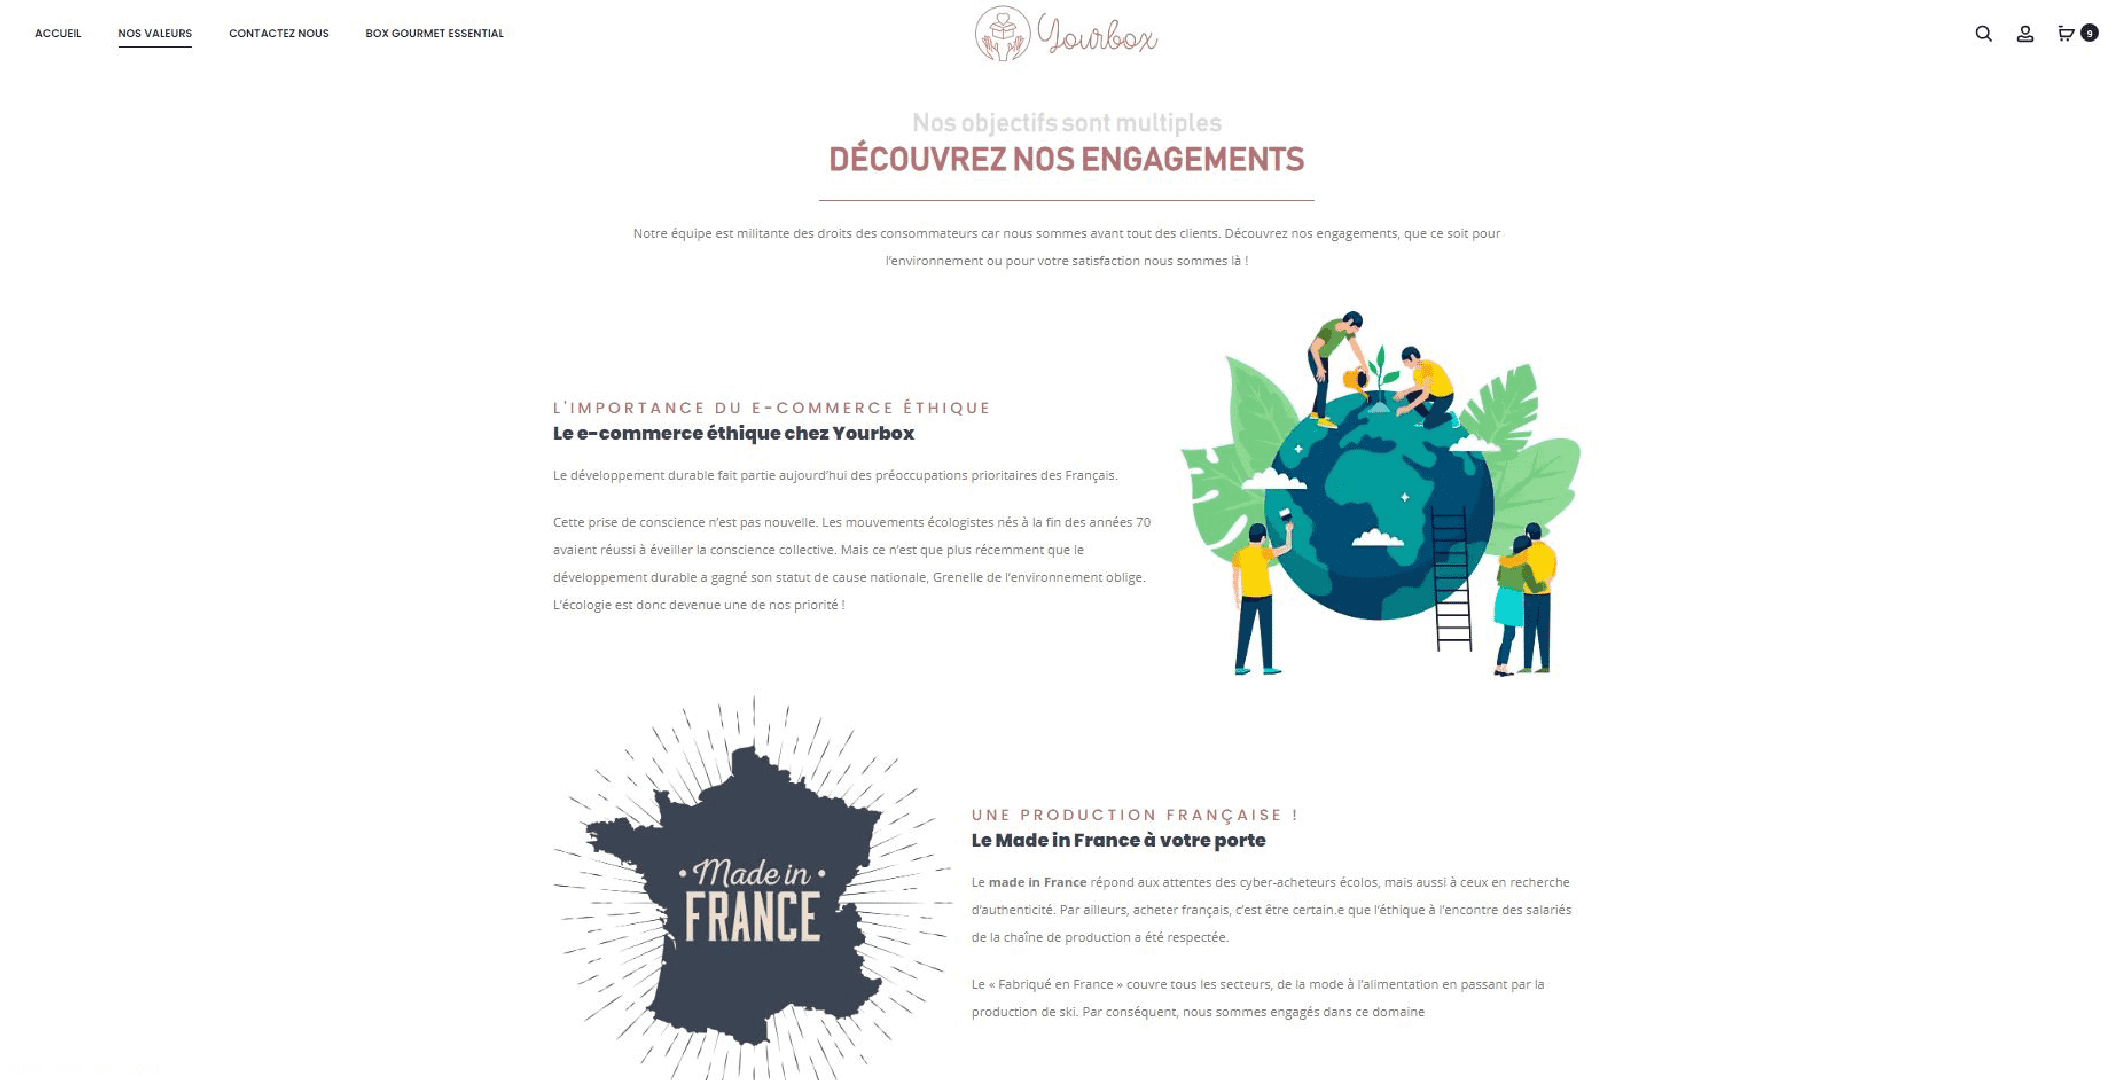 ACCUEIL NOS VALEURS CONTACTEZ NOUS BOX GOURMET ESSENTIAL Yourbox 9
Nos objectifs sont multiples
DÉCOUVREZ NOS ENGAGEMENTS
Notre équipe est militante des droits des consommateurs car nous sommes avant tout des clients. Découvrez nos engagements, que ce soit pour
l'environnement ou pour votre satisfaction nous sommes là !
L'IMPORTANCE DU E-COMMERCE ÉTHIQUE
Le e-commerce éthique chez Yourbox
Le développement durable fait partie aujourd'hui des préoccupations prioritaires des Français.
Cette prise de conscience n'est pas nouvelle. Les mouvements écologistes nés à la fin des années 70
avaient réussi à éveiller la conscience collective. Mais ce n'est que plus récemment que le
développement durable a gagné son statut de cause nationale, Grenelle de l'environnement oblige.
L'écologie est donc devenue une de nos priorité !
• Made in •
FRANCE
UNE PRODUCTION FRANÇAISE !
Le Made in France à votre porte
Le made in France répond aux attentes des cyber-acheteurs écolos, mais aussi à ceux en recherche
d'authenticité. Par ailleurs, acheter français, c'est être certain.e que l'éthique à l'encontre des salariés
de la chaîne de production a été respectée.
Le « Fabriqué en France » couvre tous les secteurs, de la mode à l'alimentation en passant par la
production de ski. Par conséquent, nous sommes engagés dans ce domaine